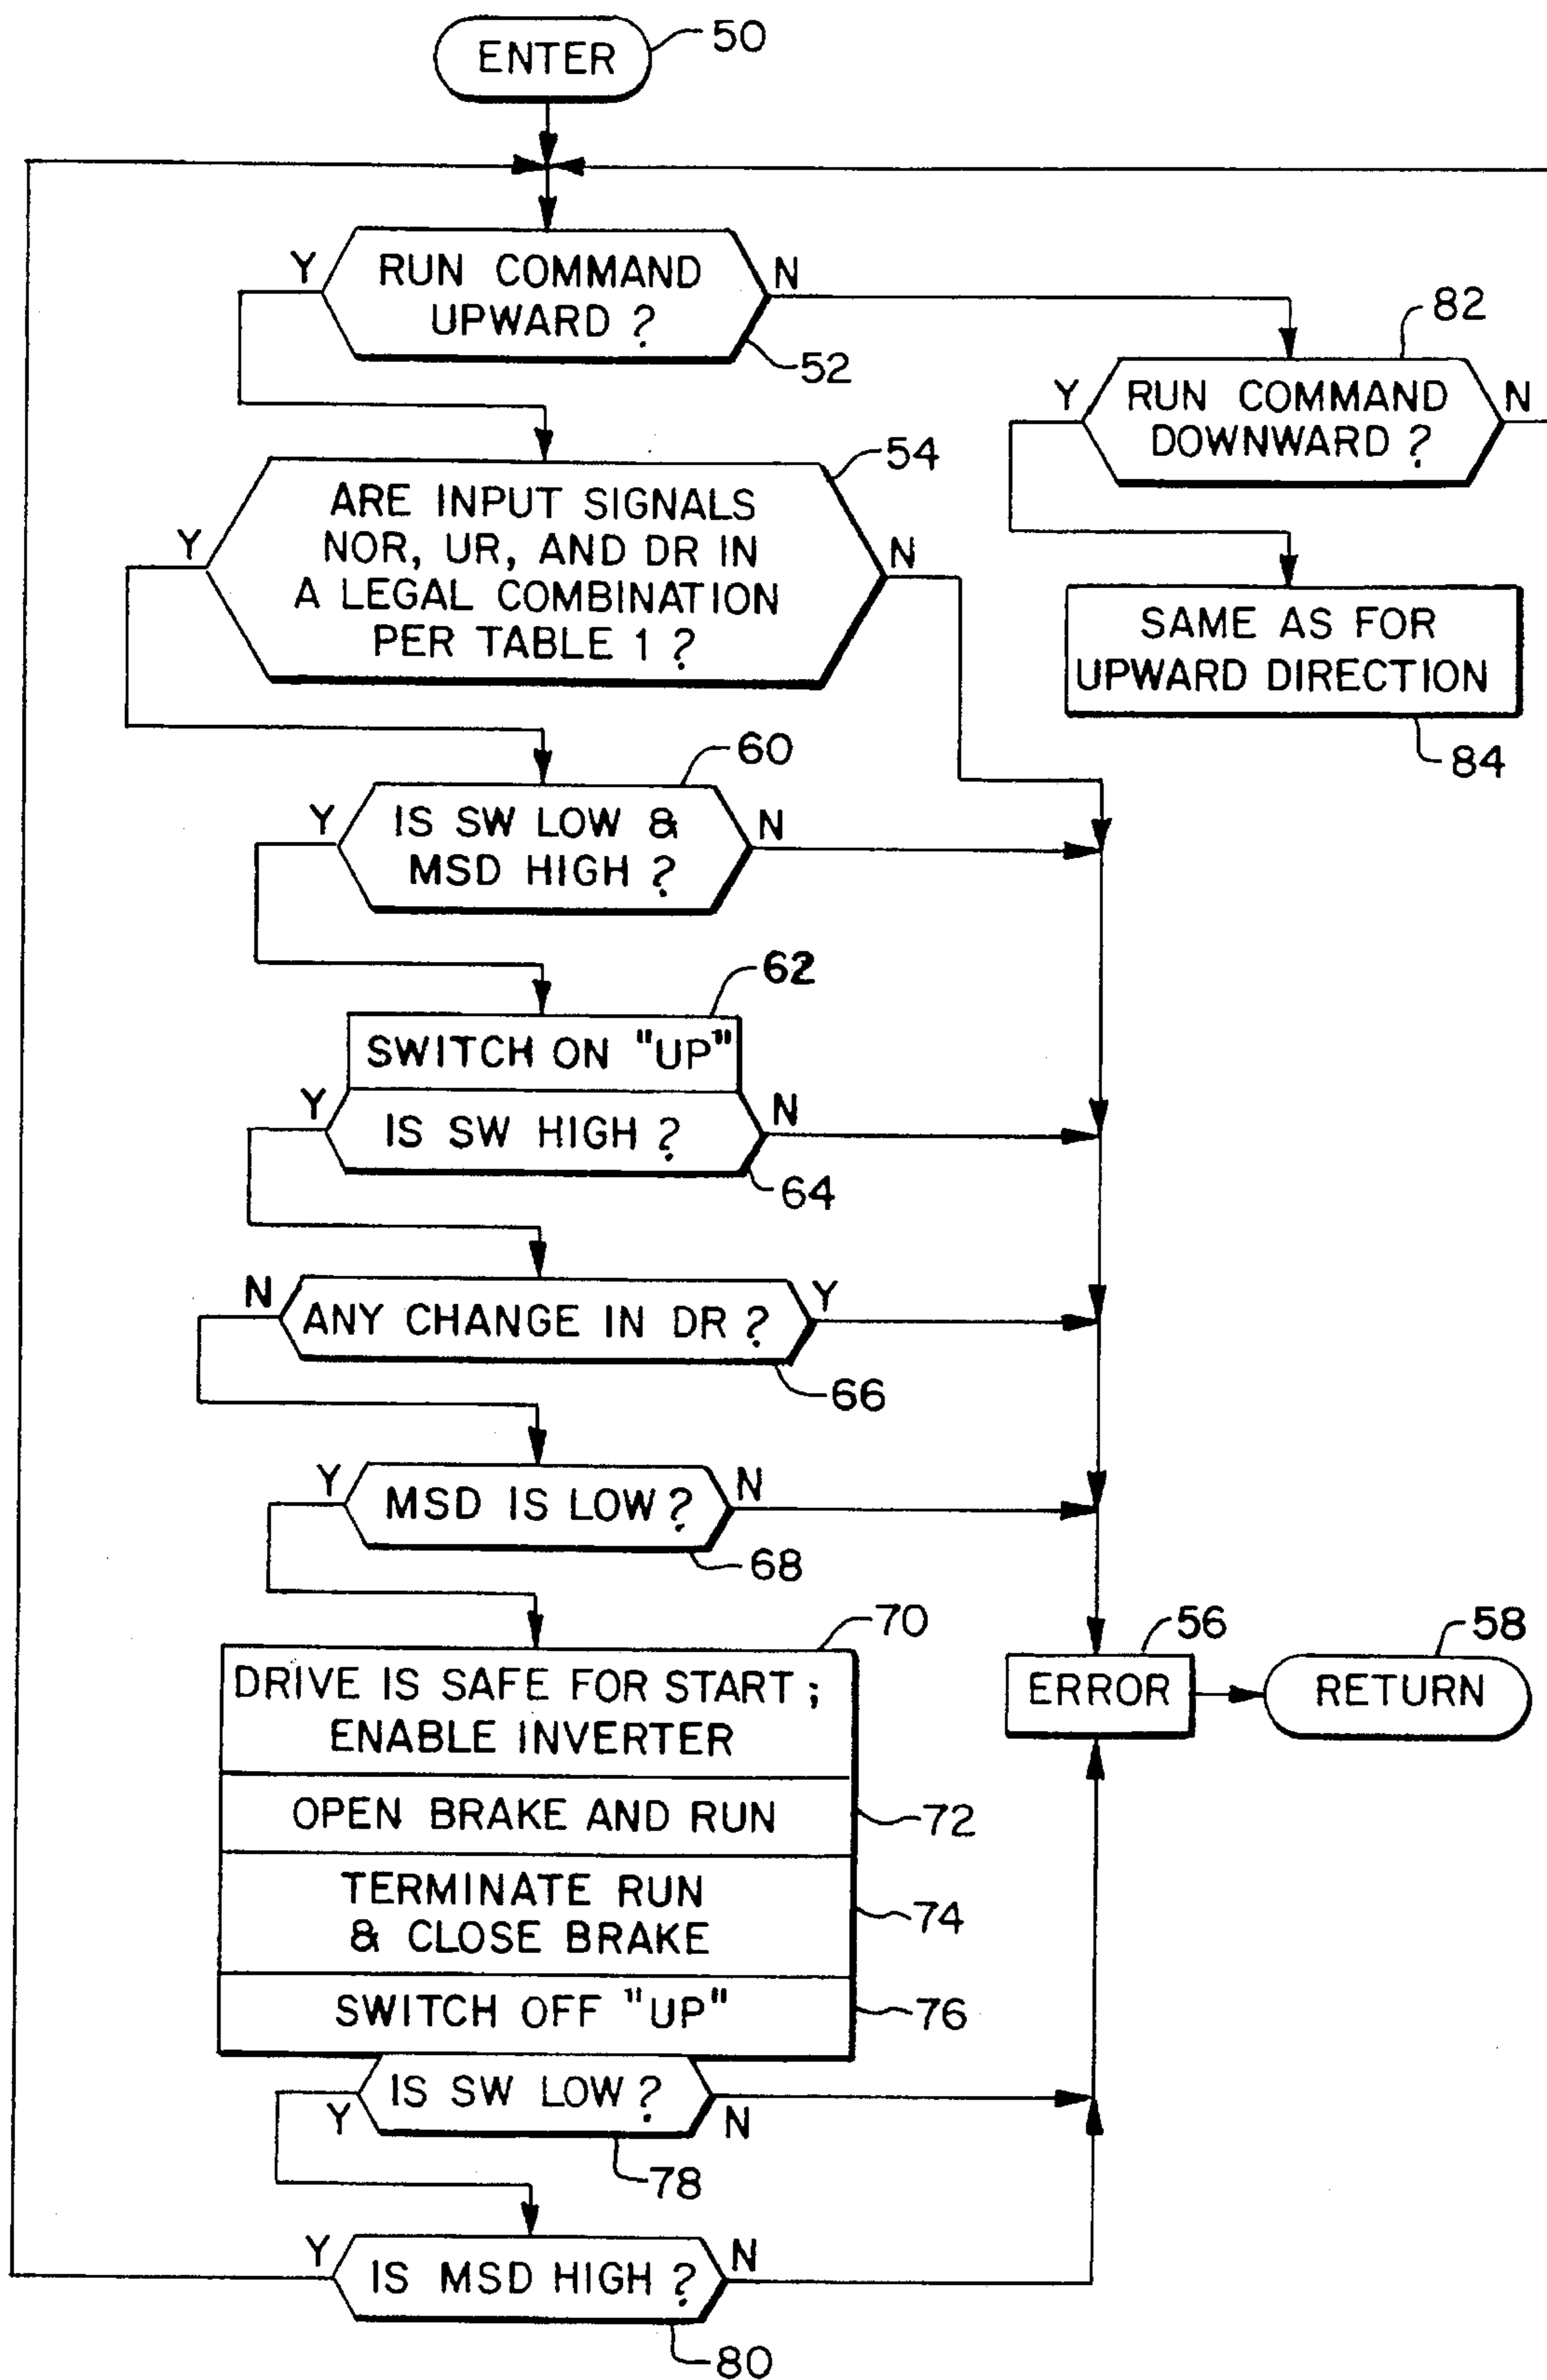 ENTER
50
RUN COMMAND
UPWARD ?
Y
N
52
82
RUN COMMAND
DOWNWARD ?
Y
N
54
ARE INPUT SIGNALS
NOR, UR, AND DR IN
A LEGAL COMBINATION
PER TABLE 1 ?
Y
N
SAME AS FOR
UPWARD DIRECTION
84
60
IS SW LOW &
MSD HIGH ?
Y
N
62
SWITCH ON "UP"
IS SW HIGH ?
Y
N
64
ANY CHANGE IN DR ?
N
Y
66
MSD IS LOW ?
Y
N
68
70
DRIVE IS SAFE FOR START ;
ENABLE INVERTER
OPEN BRAKE AND RUN
72
TERMINATE RUN
& CLOSE BRAKE
74
SWITCH OFF "UP"
76
56
ERROR
58
RETURN
IS SW LOW ?
Y
N
78
IS MSD HIGH ?
Y
N
80